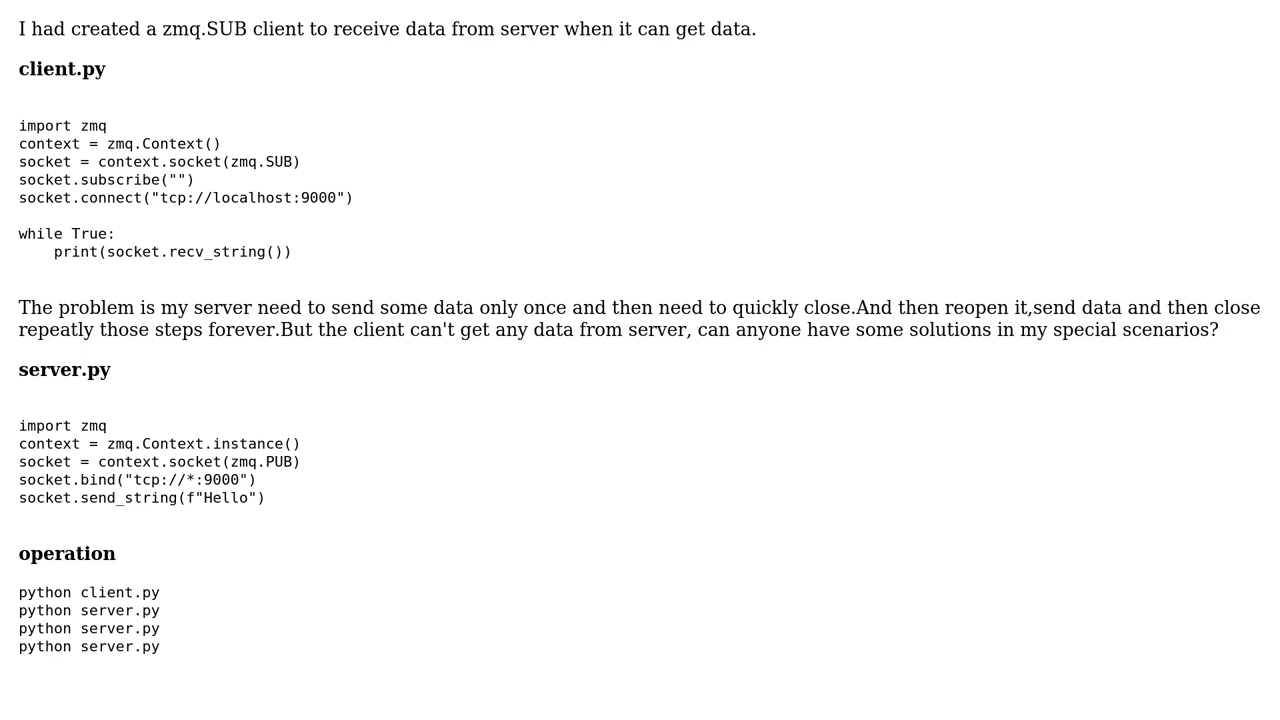 I had created a zmq.SUB client to receive data from server when it can get data.
client.py
import zmq
context = zmq.Context()
socket = context.socket(zmq.SUB)
socket.subscribe("")
socket.connect("tcp://localhost:9000")
while True:
    print(socket.recv_string())
The problem is my server need to send some data only once and then need to quickly close.And then reopen it,send data and then close
repeatly those steps forever.But the client can't get any data from server, can anyone have some solutions in my special scenarios?
server.py
import zmq
context = zmq.Context.instance()
socket = context.socket(zmq.PUB)
socket.bind("tcp://*:9000")
socket.send_string(f"Hello")
operation
python client.py
python server.py
python server.py
python server.py